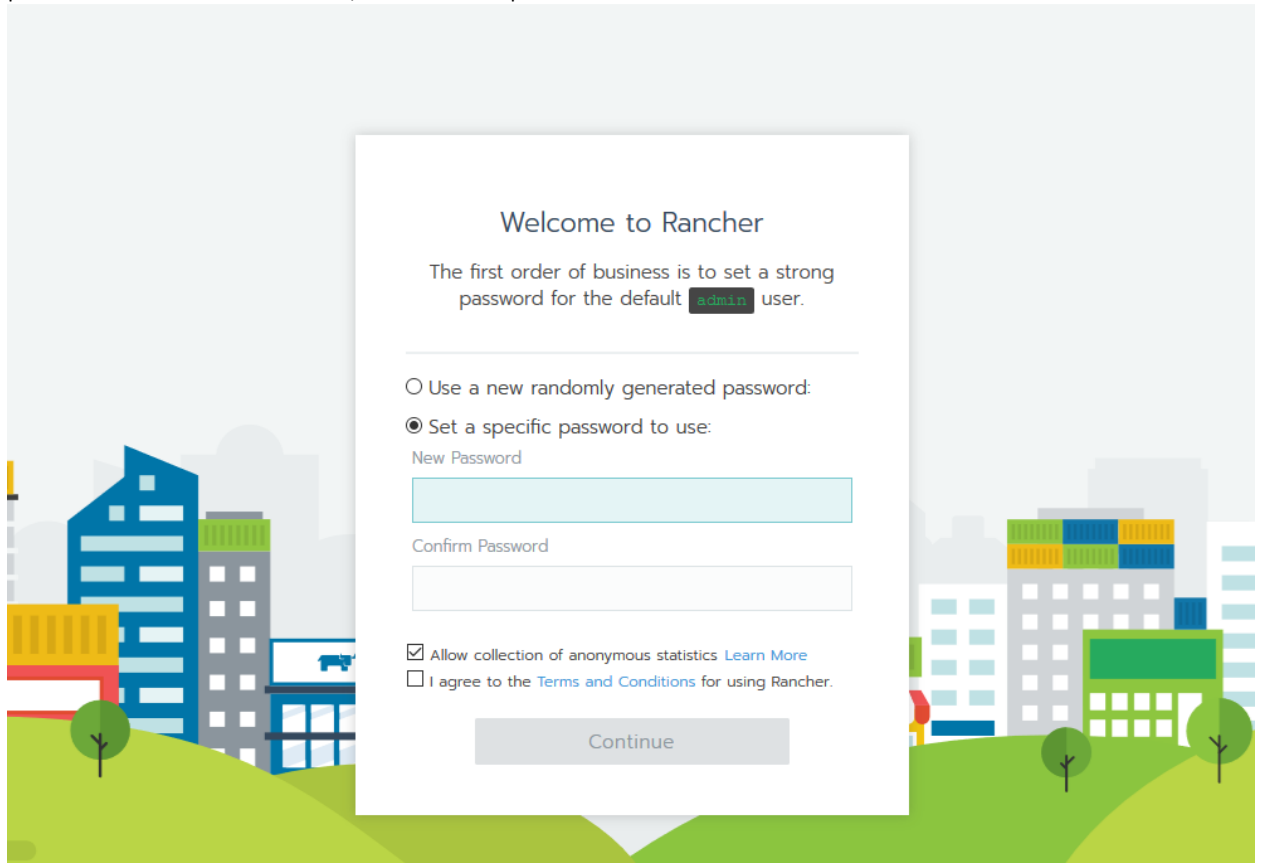 Welcome to Rancher
The first order of business is to set a strong
password for the default admin user.
Use a new randomly generated password:
Set a specific password to use:
New Password
Confirm Password
Allow collection of anonymous statistics Learn More
I agree to the Terms and Conditions for using Rancher.
Continue